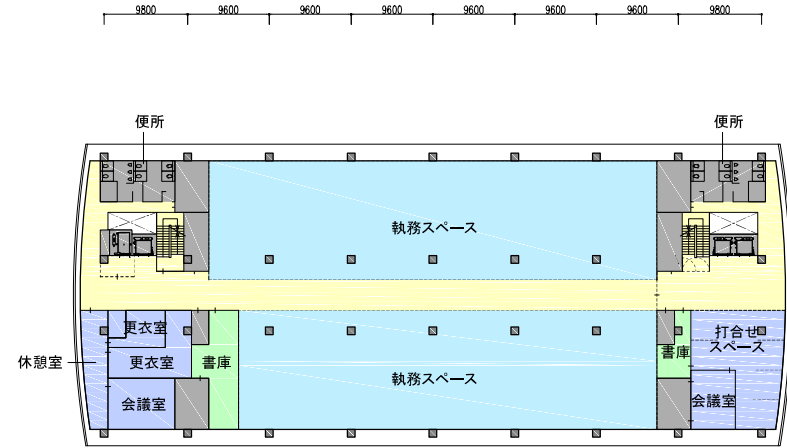 9800 9600 9600 9600 9600 9600 9600 9800
便所 便所
執務スペース
更衣室
打合せ
スペース
休憩室 更衣室 書庫 書庫
執務スペース
会議室 会議室